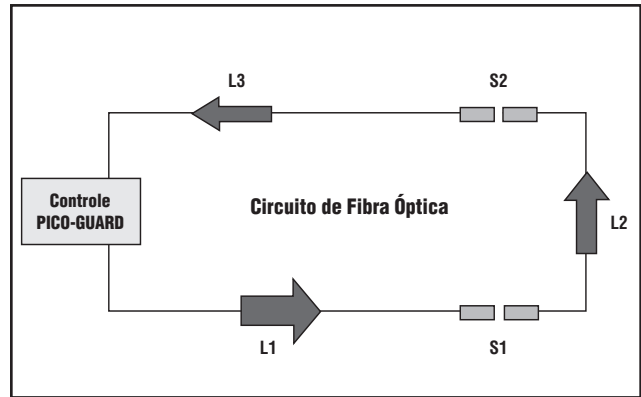 L3
S2
Controle
PICO-GUARD
Circuito de Fibra Óptica
L2
L1
S1